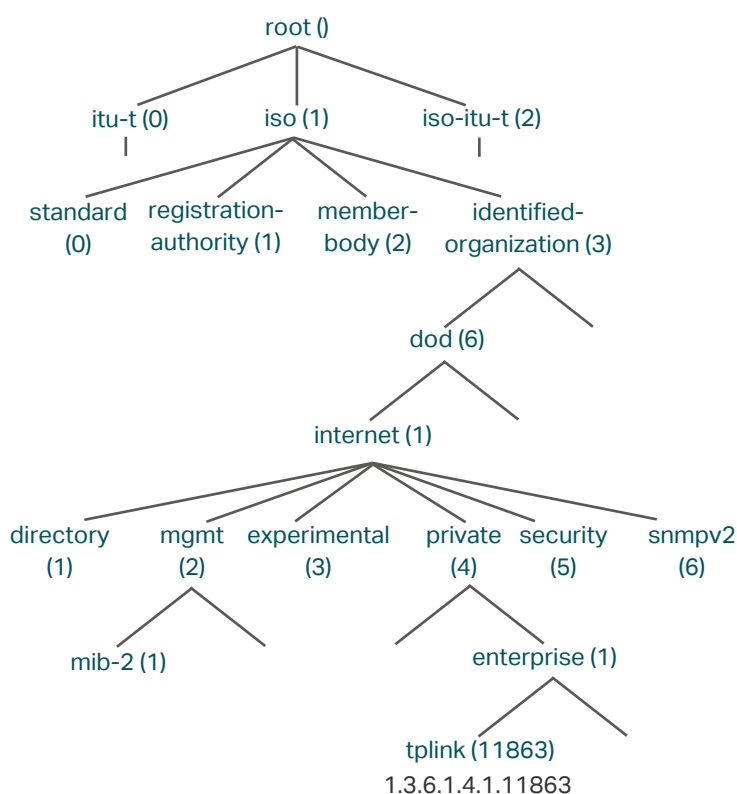 root ()
itu-t (0)
iso (1)
iso-itu-t (2)
standard
(0)
registration-
authority (1)
member-
body (2)
identified-
organization (3)
dod (6)
internet (1)
directory
(1)
mgmt
(2)
experimental
(3)
private
(4)
security
(5)
snmpv2
(6)
mib-2 (1)
enterprise (1)
tplink (11863)
1.3.6.1.4.1.11863